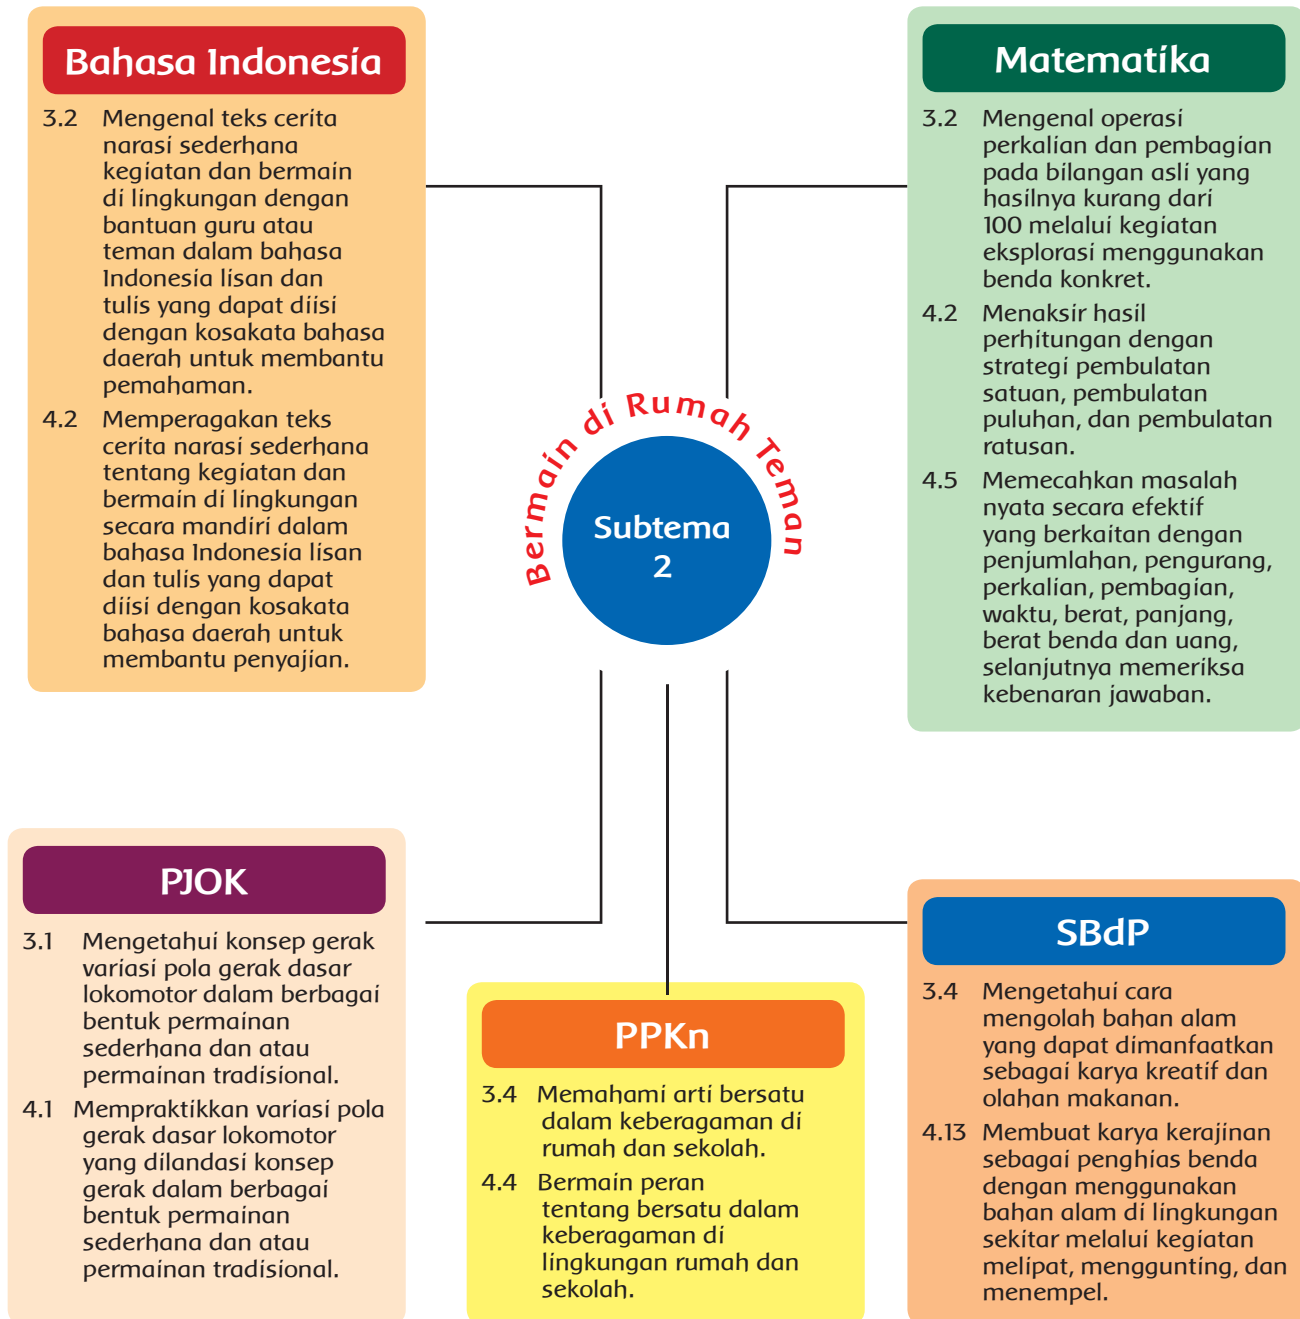 Bahasa Indonesia
3.2 Mengenal teks cerita
narasi sederhana
kegiatan dan bermain
di lingkungan dengan
bantuan guru atau
teman dalam bahasa
Indonesia lisan dan
tulis yang dapat diisi
dengan kosakata bahasa
daerah untuk membantu
pemahaman.
4.2 Memperagakan teks
cerita narasi sederhana
tentang kegiatan dan
bermain di lingkungan
secara mandiri dalam
bahasa Indonesia lisan
dan tulis yang dapat
diisi dengan kosakata
bahasa daerah untuk
membantu penyajian.
Matematika
3.2 Mengenal operasi
perkalian dan pembagian
pada bilangan asli yang
hasilnya kurang dari
100 melalui kegiatan
eksplorasi menggunakan
benda konkret.
4.2 Menaksir hasil
perhitungan dengan
strategi pembulatan
satuan, pembulatan
puluhan, dan pembulatan
ratusan.
4.5 Memecahkan masalah
nyata secara efektif
yang berkaitan dengan
penjumlahan, pengurang,
perkalian, pembagian,
waktu, berat, panjang,
berat benda dan uang,
selanjutnya memeriksa
kebenaran jawaban.
Bermain di Rumah Teman
Subtema
2
PJOK
3.1 Mengetahui konsep gerak
variasi pola gerak dasar
lokomotor dalam berbagai
bentuk permainan
sederhana dan atau
permainan tradisional.
4.1 Mempraktikkan variasi pola
gerak dasar lokomotor
yang dilandasi konsep
gerak dalam berbagai
bentuk permainan
sederhana dan atau
permainan tradisional.
PPKn
3.4 Memahami arti bersatu
dalam keberagaman di
rumah dan sekolah.
4.4 Bermain peran
tentang bersatu dalam
keberagaman di
lingkungan rumah dan
sekolah.
SBdP
3.4 Mengetahui cara
mengolah bahan alam
yang dapat dimanfaatkan
sebagai karya kreatif dan
olahan makanan.
4.13 Membuat karya kerajinan
sebagai penghias benda
dengan menggunakan
bahan alam di lingkungan
sekitar melalui kegiatan
melipat, menggunting, dan
menempel.